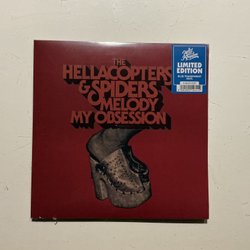 THE
HELLACOPTERS
& SPIDERS
MELODY
MY OBSESSION
LIMITED
EDITION